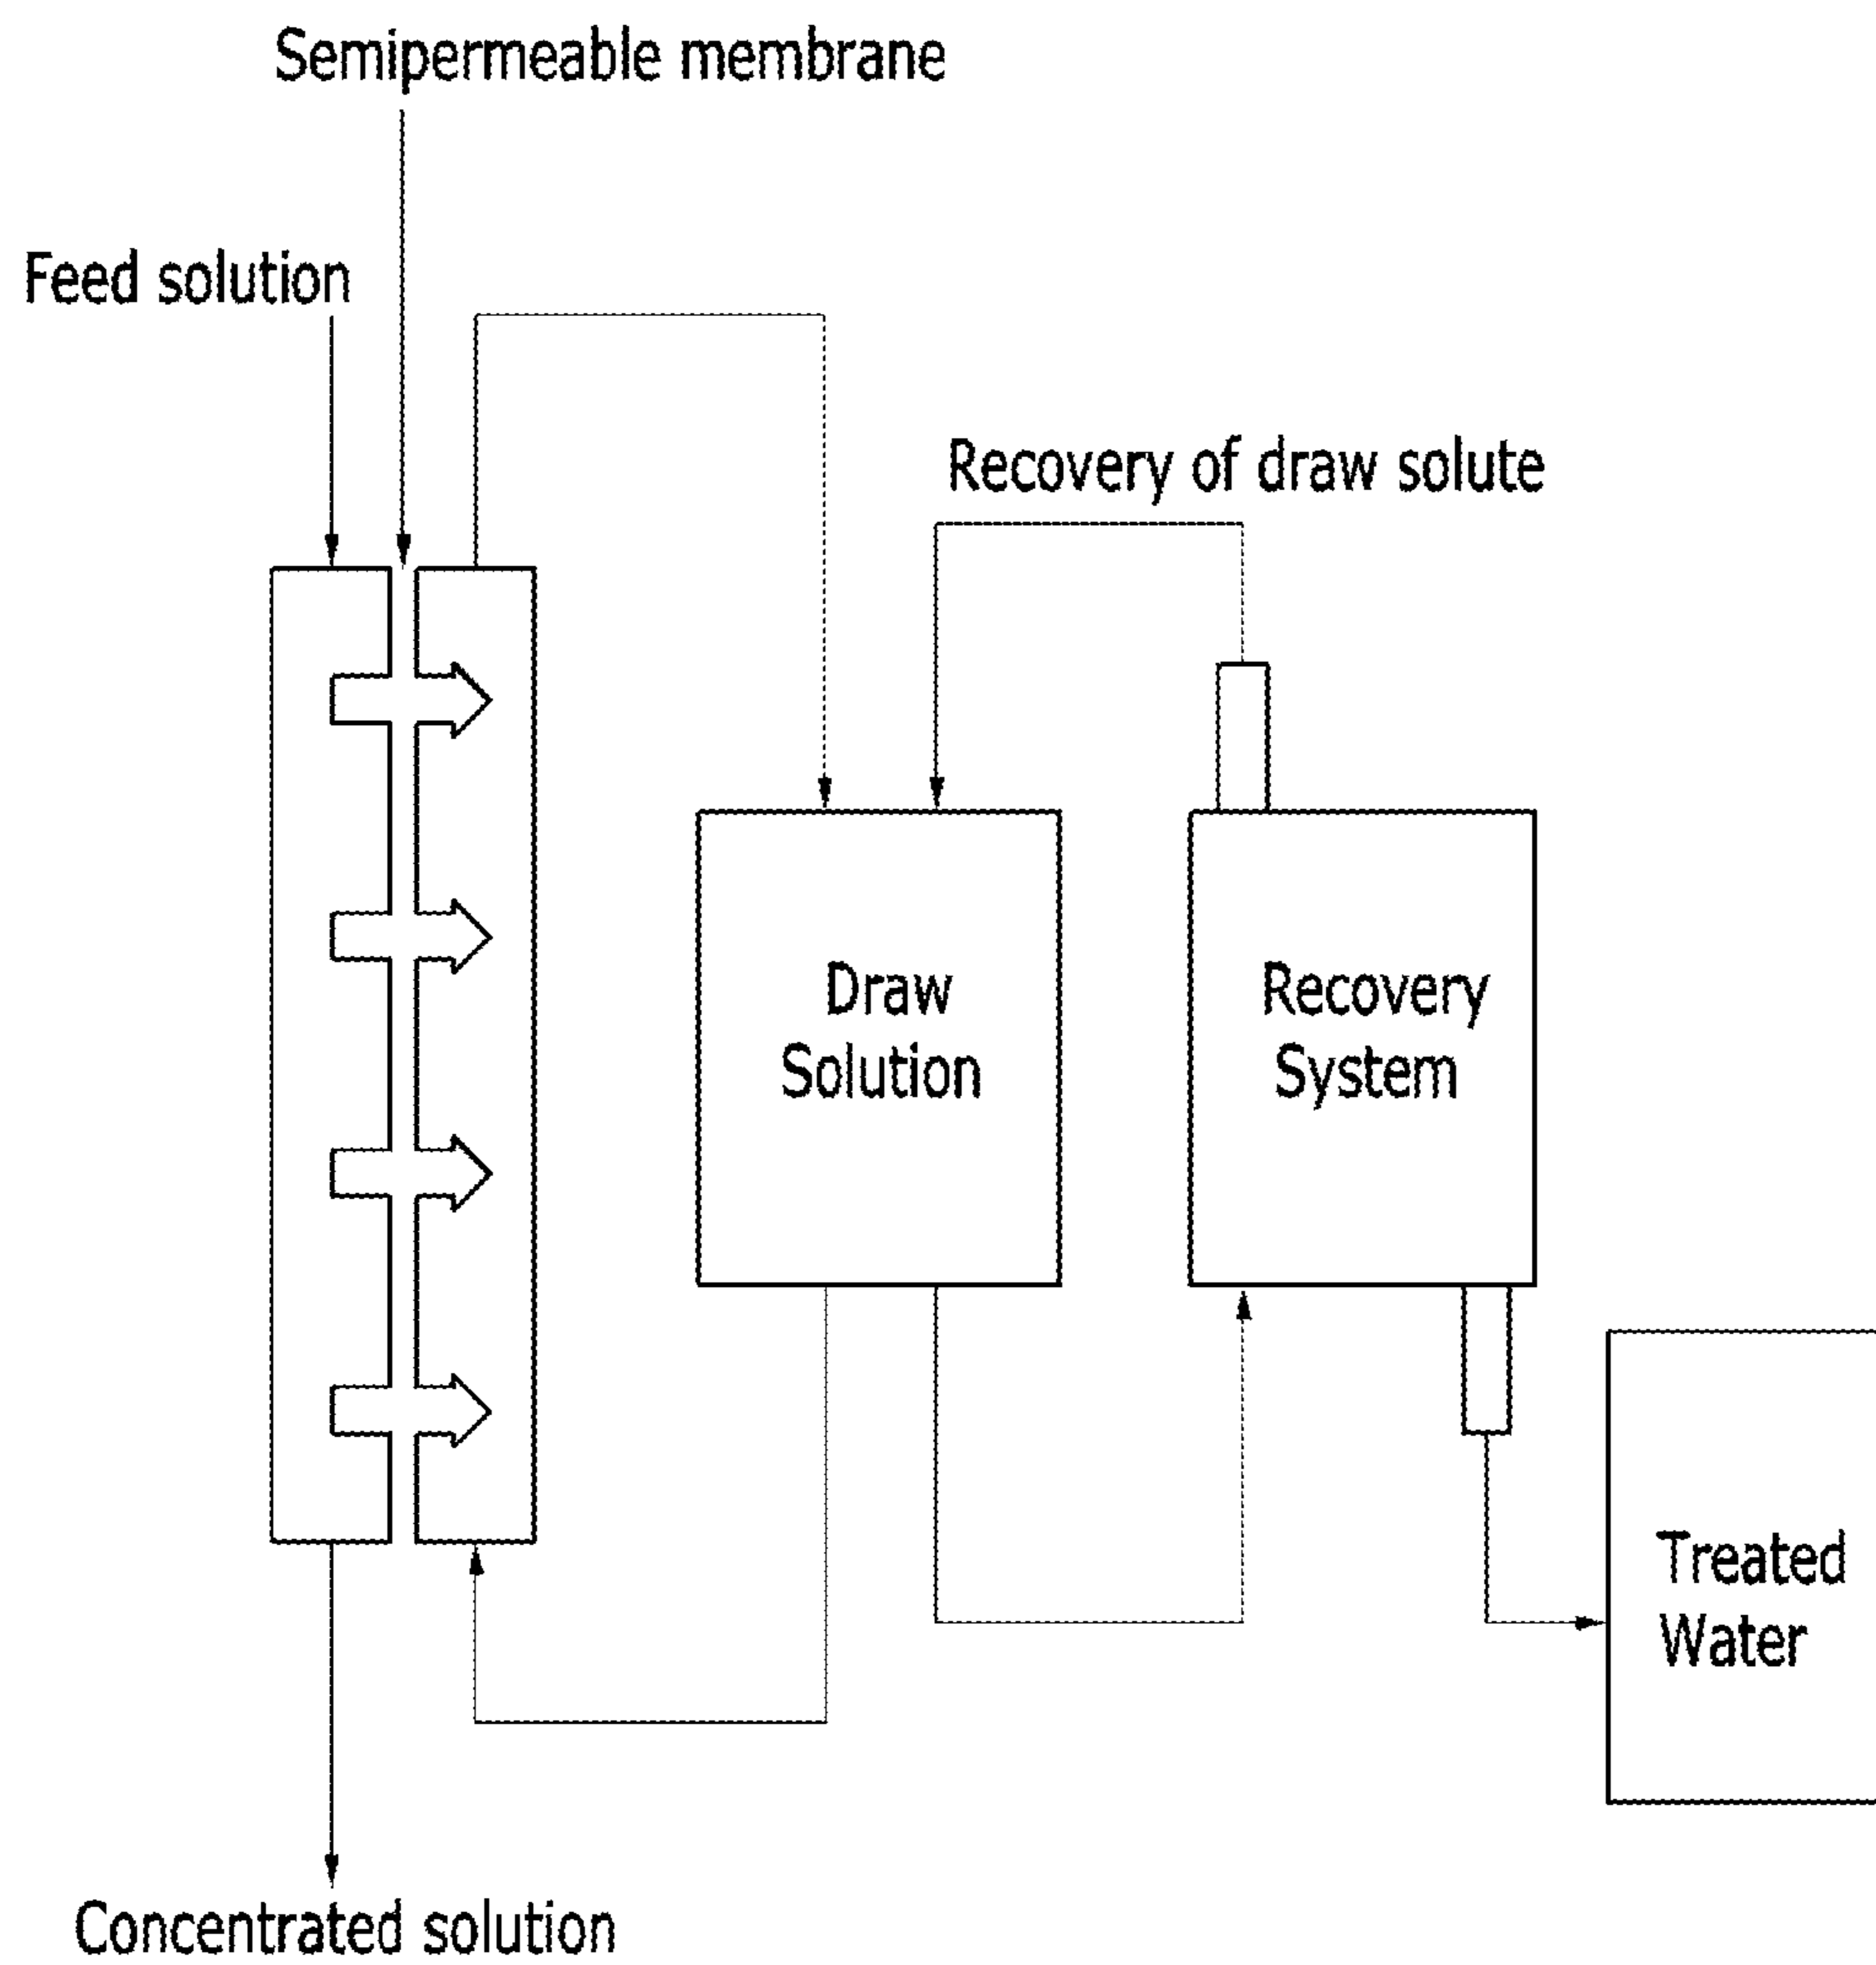 Semipermeable membrane
Feed solution
Recovery of draw solute
Draw
Solution
Recovery
System
Treated
Water
Concentrated solution